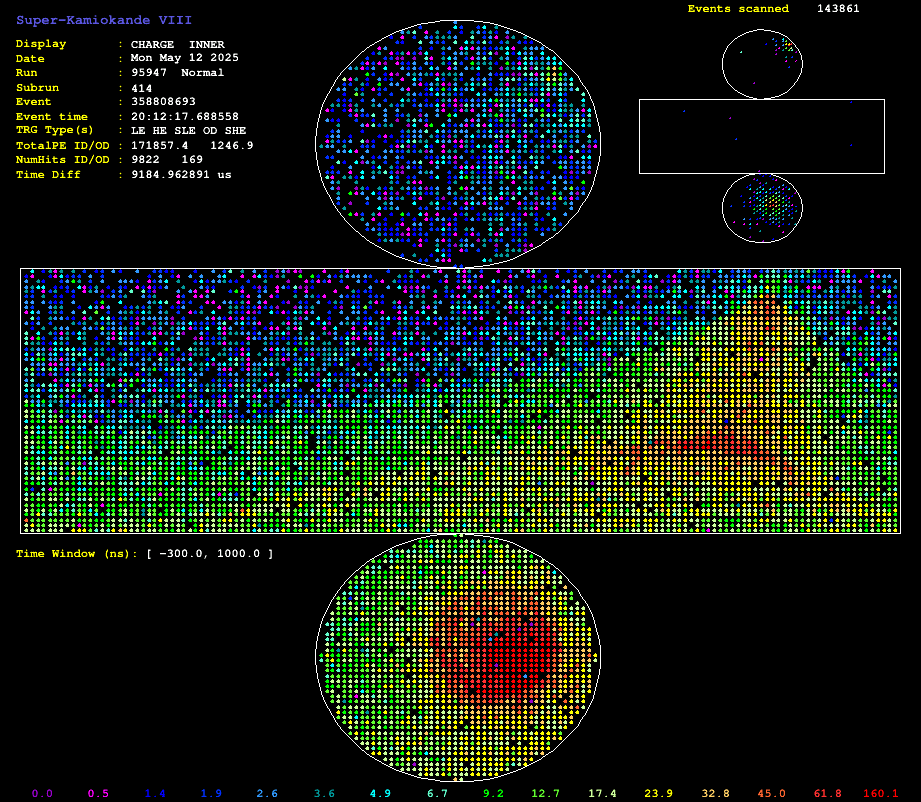 Super-Kamiokande VIII
Events scanned 143861
Display : CHARGE INNER
Date : Mon May 12 2025
Run : 95947 Normal
Subrun : 414
Event : 358808693
Event time : 20:12:17.688558
TRG Type(s) : LE HE SLE OD SHE
TotalPE ID/OD : 171857.4 1246.9
NumHits ID/OD : 9822 169
Time Diff : 9184.962891 us
Time Window (ns): [ −300.0, 1000.0 ]
0.0 0.5 1.4 1.9 2.6 3.6 4.9 6.7 9.2 12.7 17.4 23.9 32.8 45.0 61.8 160.1